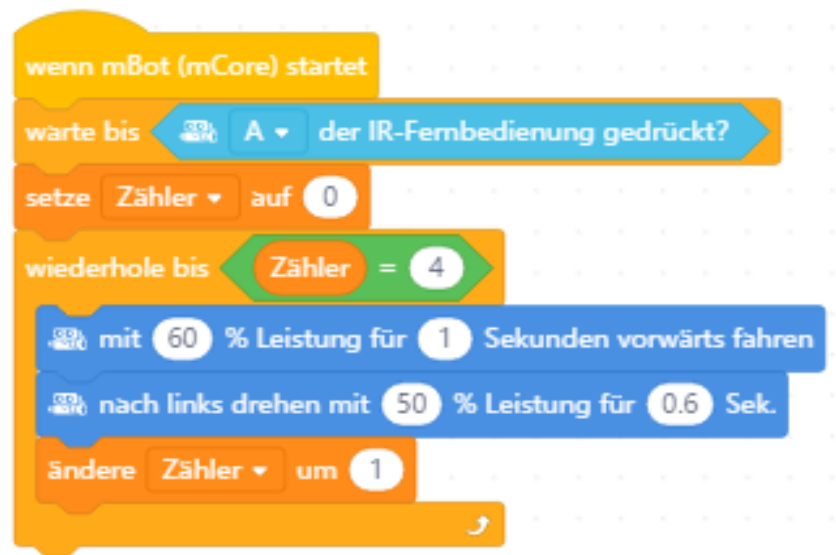 wenn mBot (mCore) startet
warte bis A der IR-Fernbedienung gedrückt?
setze Zähler auf 0
wiederhole bis Zähler = 4
mit 60 % Leistung für 1 Sekunden vorwärts fahren
nach links drehen mit 50 % Leistung für 0.6 Sek.
ändere Zähler um 1